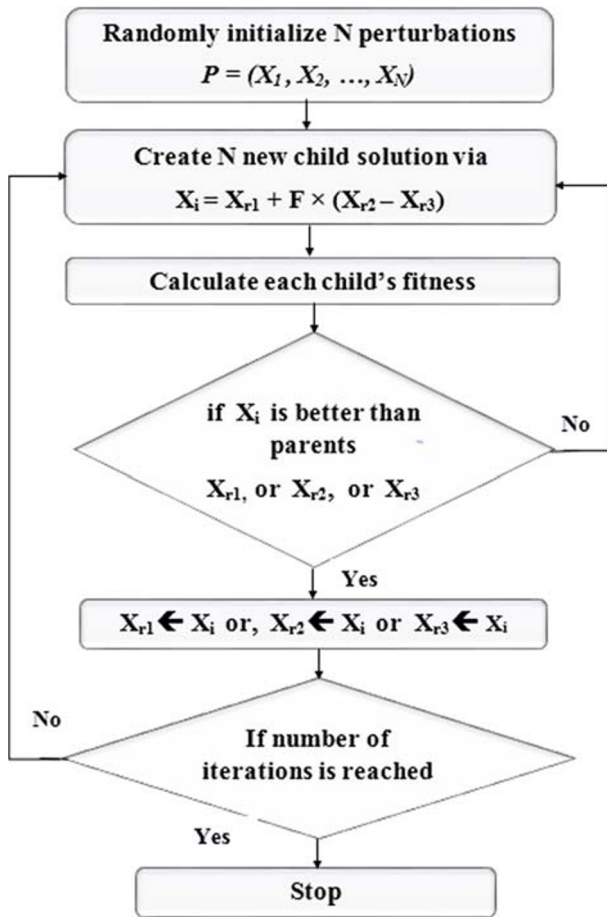 Randomly initialize N perturbations
P = (X1, X2, ..., XN)
Create N new child solution via
Xi = Xr1 + F × (Xr2 – Xr3)
Calculate each child's fitness
if Xi is better than
parents
No
Xr1, or Xr2, or Xr3
Yes
Xr1 🡰 Xi or, Xr2 🡰 Xi or Xr3 🡰 Xi
No
If number of
iterations is reached
Yes
Stop